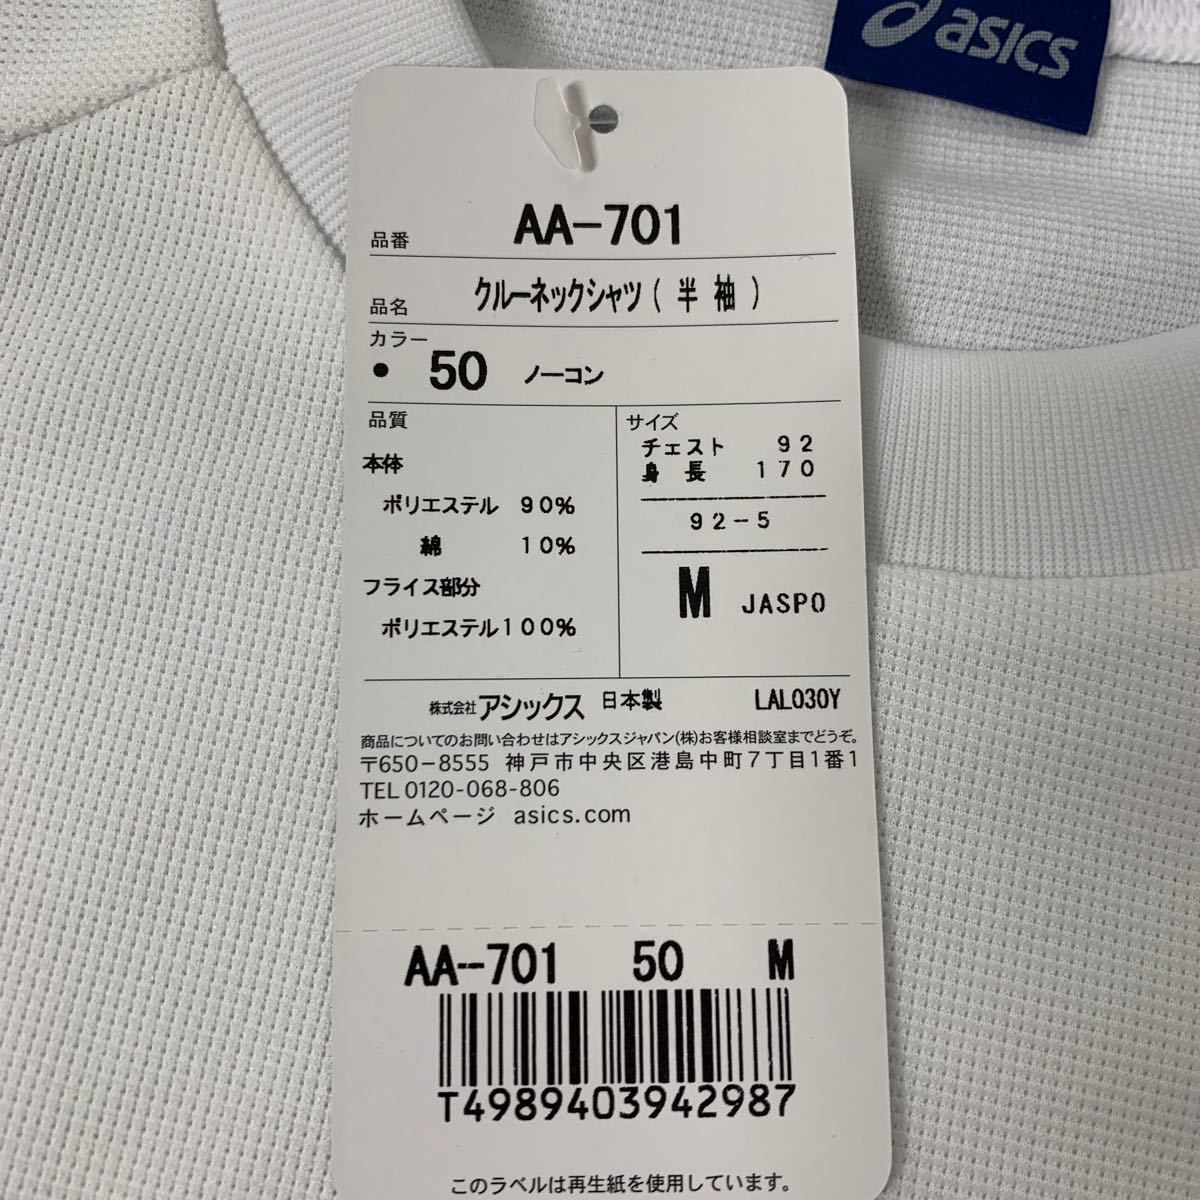 asics
品番 AA-701
品名 クルーネックシャツ(半袖)
カラー
• 50 ノーコン
品質
本体
ポリエステル 90%
綿 10%
フライス部分
ポリエステル100%
サイズ
チェスト 92
身長 170
92-5
M JASPO
株式会社アシックス 日本製 LAL030Y
商品についてのお問い合わせはアシックスジャパン(株)お客様相談室までどうぞ。
〒650-8555 神戸市中央区港島中町7丁目1番1
TEL 0120-068-806
ホームページ asics.com
AA-701 50 M
T4989403942987
このラベルは再生紙を使用しています。